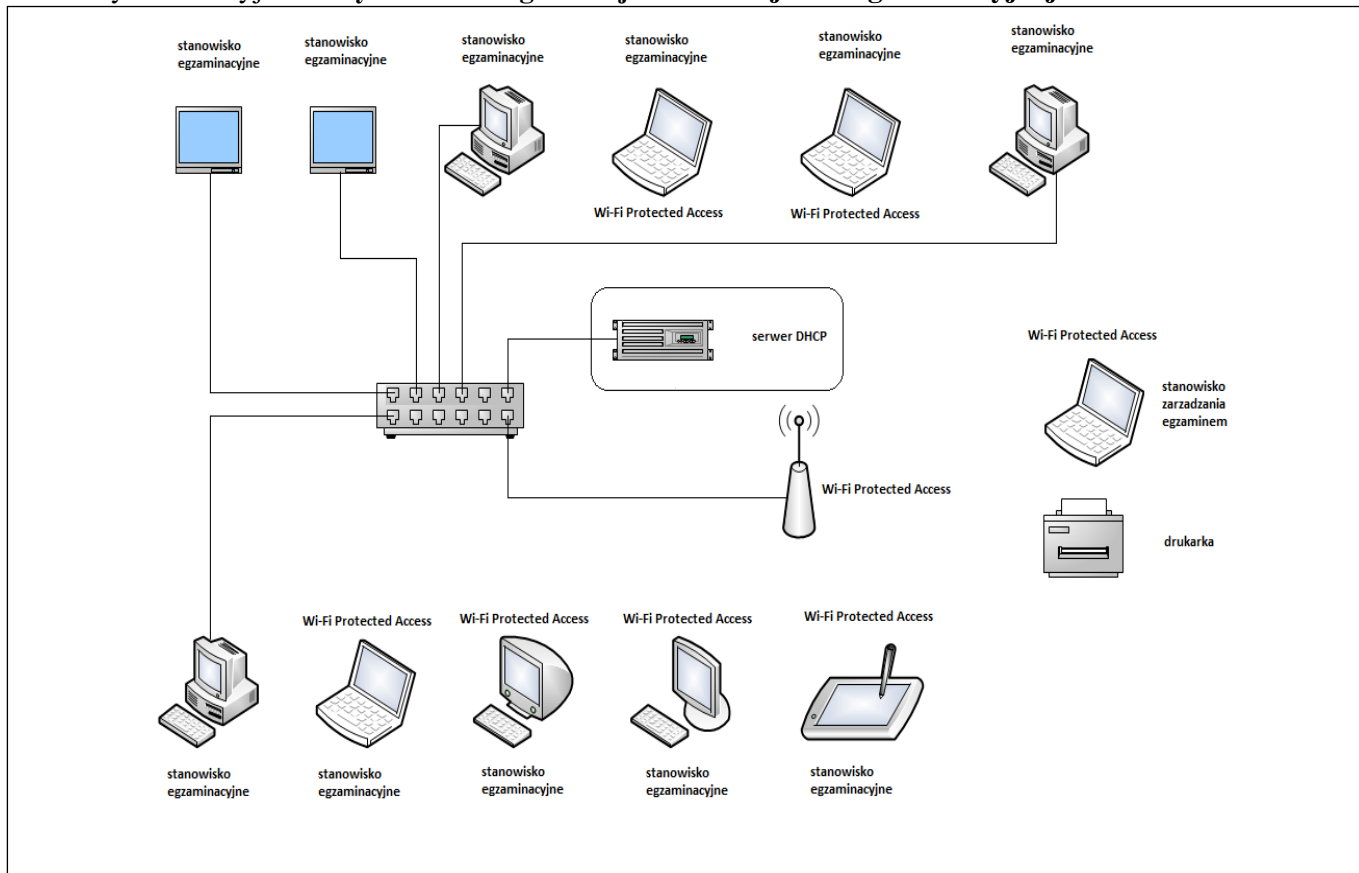 stanowisko
egzaminacyjne
stanowisko
egzaminacyjne
stanowisko
egzaminacyjne
stanowisko
egzaminacyjne
stanowisko
egzaminacyjne
stanowisko
egzaminacyjne
Wi-Fi Protected Access
Wi-Fi Protected Access
serwer DHCP
Wi-Fi Protected Access
stanowisko
zarzadzania
egzaminem
Wi-Fi Protected Access
drukarka
Wi-Fi Protected Access
Wi-Fi Protected Access
Wi-Fi Protected Access
Wi-Fi Protected Access
stanowisko
egzaminacyjne
stanowisko
egzaminacyjne
stanowisko
egzaminacyjne
stanowisko
egzaminacyjne
stanowisko
egzaminacyjne